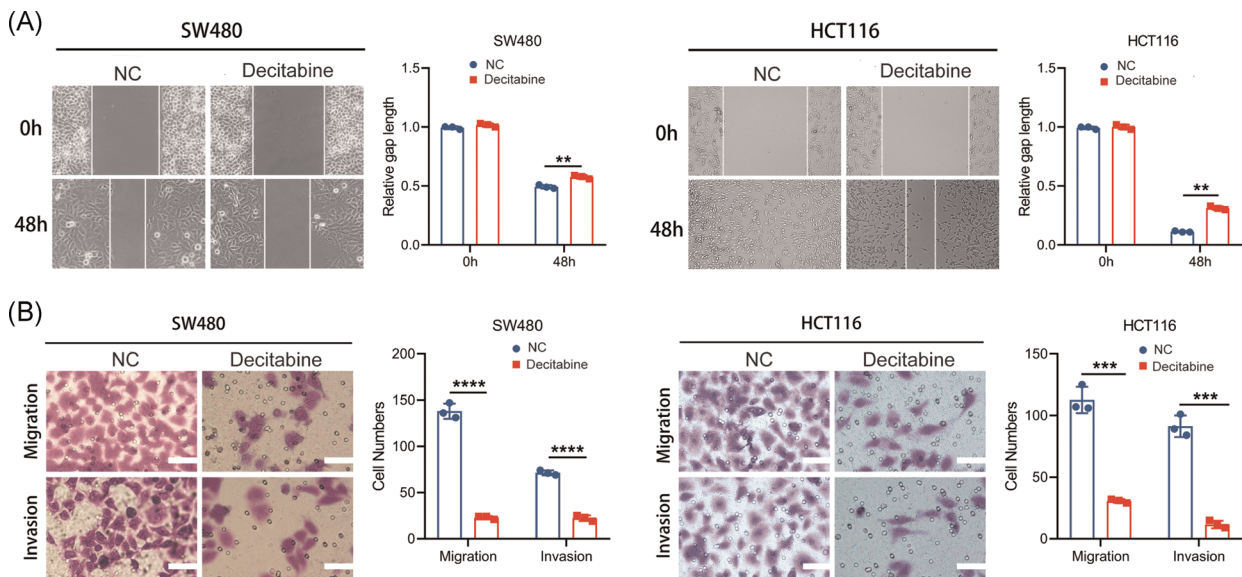 (A)
SW480
NC
Decitabine
0h
48h
SW480
NC
Decitabine
Relative gap length
1.5
1.0
0.5
0.0
**
0h
48h
HCT116
NC
Decitabine
0h
48h
HCT116
NC
Decitabine
Relative gap length
1.5
1.0
0.5
0.0
**
0h
48h
(B)
SW480
NC
Decitabine
Migration
Invasion
SW480
NC
Decitabine
Cell Numbers
200
150
100
50
0
****
****
Migration
Invasion
HCT116
NC
Decitabine
Migration
Invasion
HCT116
NC
Decitabine
Cell Numbers
150
100
50
0
***
***
Migration
Invasion